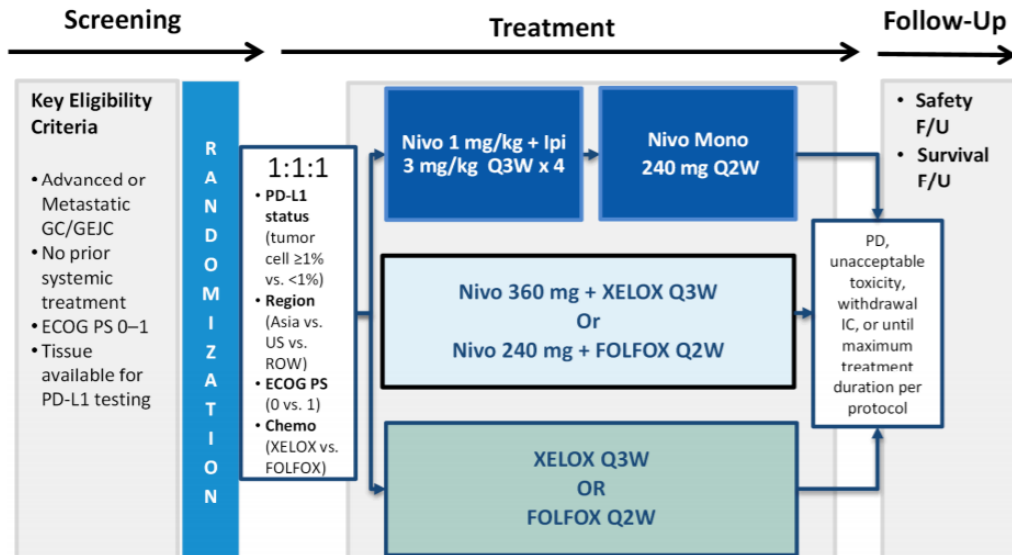 Screening
Treatment
Follow-Up
Key Eligibility
Criteria
• Advanced or
Metastatic
GC/GEJC
• No prior
systemic
treatment
• ECOG PS 0–1
• Tissue
available for
PD-L1 testing
R
A
N
D
O
M
I
Z
A
T
I
O
N
1:1:1
• PD-L1
status
(tumor
cell ≥1%
vs. <1%)
• Region
(Asia vs.
US vs.
ROW)
• ECOG PS
(0 vs. 1)
• Chemo
(XELOX vs.
FOLFOX)
Nivo 1 mg/kg + Ipi
3 mg/kg Q3W x 4
Nivo Mono
240 mg Q2W
Nivo 360 mg + XELOX Q3W
Or
Nivo 240 mg + FOLFOX Q2W
XELOX Q3W
OR
FOLFOX Q2W
PD,
unacceptable
toxicity,
withdrawal
IC, or until
maximum
treatment
duration per
protocol
• Safety
F/U
• Survival
F/U